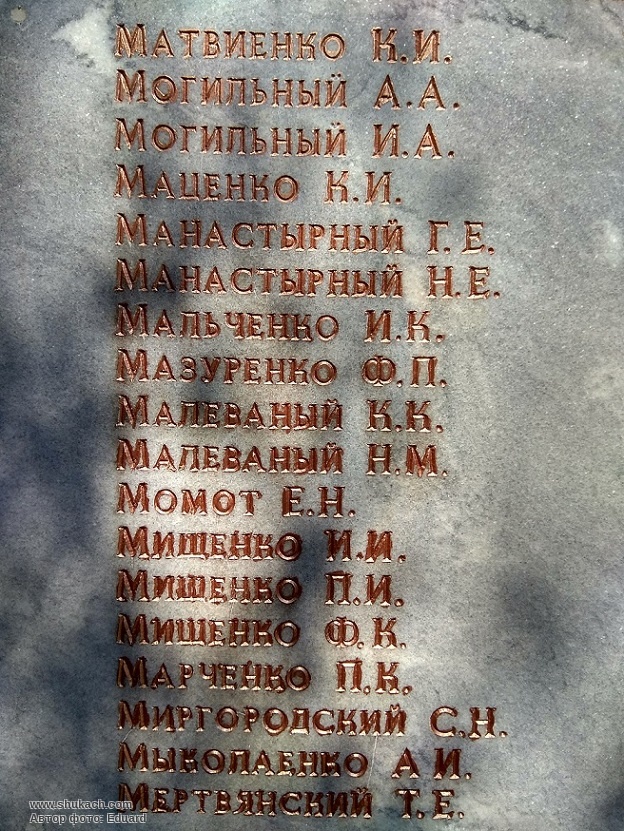 Матвиенко К.И.
Могильный А.А.
Могильный И.А.
Маценко К.И.
Манастырный Г.Е.
Манастырный Н.Е.
Мальченко И.К.
Мазуренко Ф.П.
Малеваный К.К.
Малеваный Н.М.
Момот Е.Н.
Мищенко И.И.
Мищенко П.И.
Мищенко Ф.К.
Марченко П.К.
Миргородский С.Н.
Мыколаенко А И.
Мертвянский Т.Е.
www.shukach.com
Автор фото: Eduard